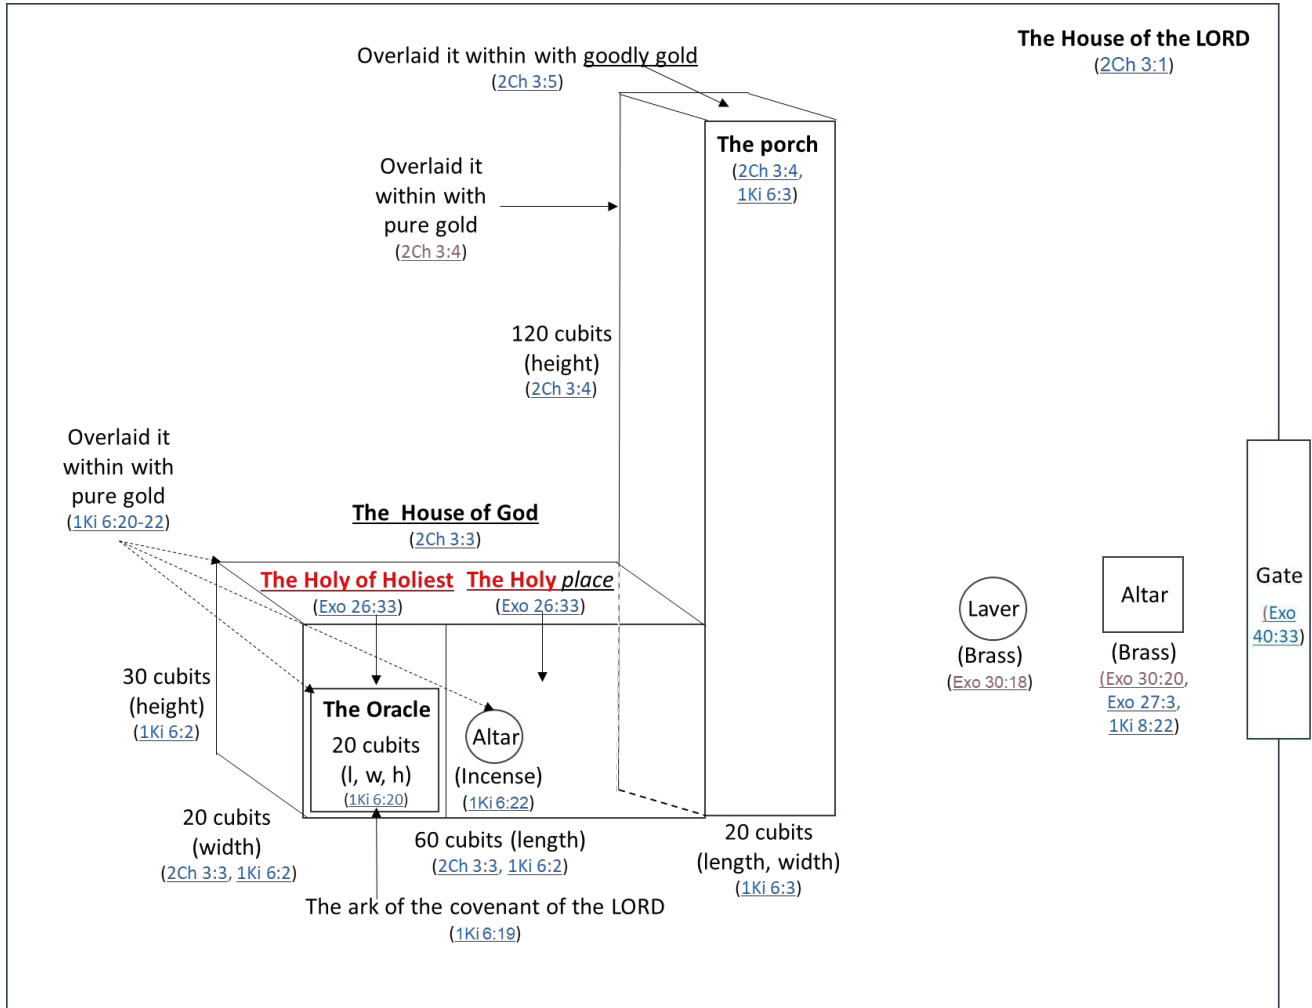 The House of the LORD
(2Ch 3:1)
Overlaid it within with goodly gold
(2Ch 3:5)
The porch
(2Ch 3:4,
1Ki 6:3)
Overlaid it
within with
pure gold
(2Ch 3:4)
120 cubits
(height)
(2Ch 3:4)
Overlaid it
within with
pure gold
(1Ki 6:20-22)
The House of God
(2Ch 3:3)
The Holy of Holiest
(Exo 26:33)
The Holy place
(Exo 26:33)
30 cubits
(height)
(1Ki 6:2)
The Oracle
20 cubits
(l, w, h)
(1Ki 6:20)
Altar
(Incense)
(1Ki 6:22)
20 cubits
(width)
(2Ch 3:3, 1Ki 6:2)
60 cubits (length)
(2Ch 3:3, 1Ki 6:2)
20 cubits
(length, width)
(1Ki 6:3)
The ark of the covenant of the LORD
(1Ki 6:19)
Laver
(Brass)
(Exo 30:18)
Altar
(Brass)
(Exo 30:20,
Exo 27:3,
1Ki 8:22)
Gate
(Exo
40:33)